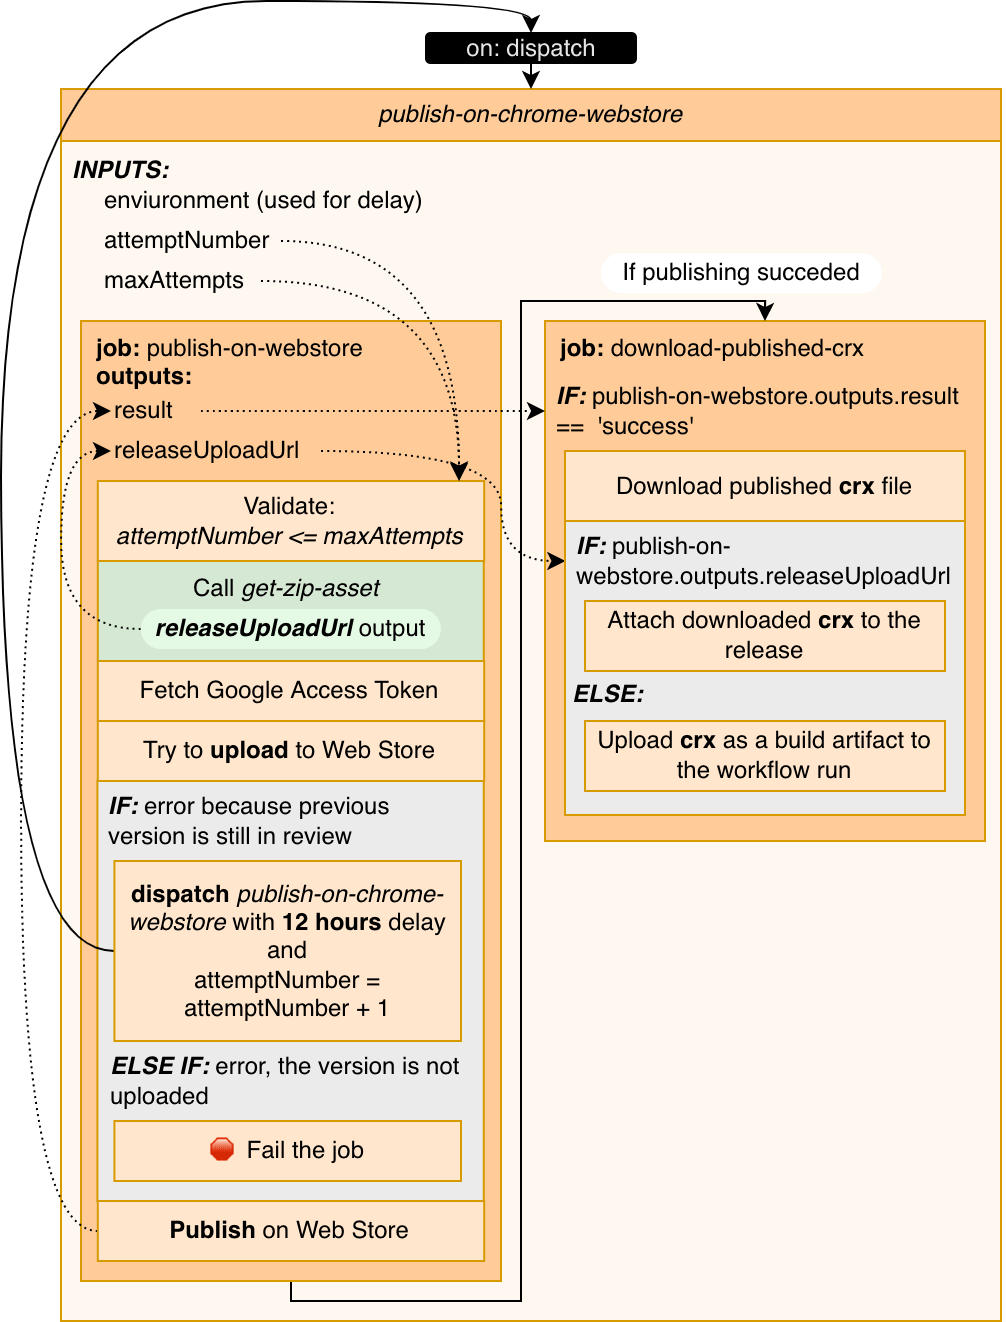 on: dispatch
publish-on-chrome-webstore
INPUTS:
enviuronment (used for delay)
attemptNumber
maxAttempts
If publishing succeded
job: publish-on-webstore
outputs:
result
releaseUploadUrl
Validate:
attemptNumber <= maxAttempts
Call get-zip-asset
releaseUploadUrl output
Fetch Google Access Token
Try to upload to Web Store
IF: error because previous
version is still in review
dispatch publish-on-chrome-
webstore with 12 hours delay
and
attemptNumber =
attemptNumber + 1
ELSE IF: error, the version is not
uploaded
Fail the job
Publish on Web Store
job: download-published-crx
IF: publish-on-webstore.outputs.result
== 'success'
Download published crx file
IF: publish-on-
webstore.outputs.releaseUploadUrl
Attach downloaded crx to the
release
ELSE:
Upload crx as a build artifact to
the workflow run